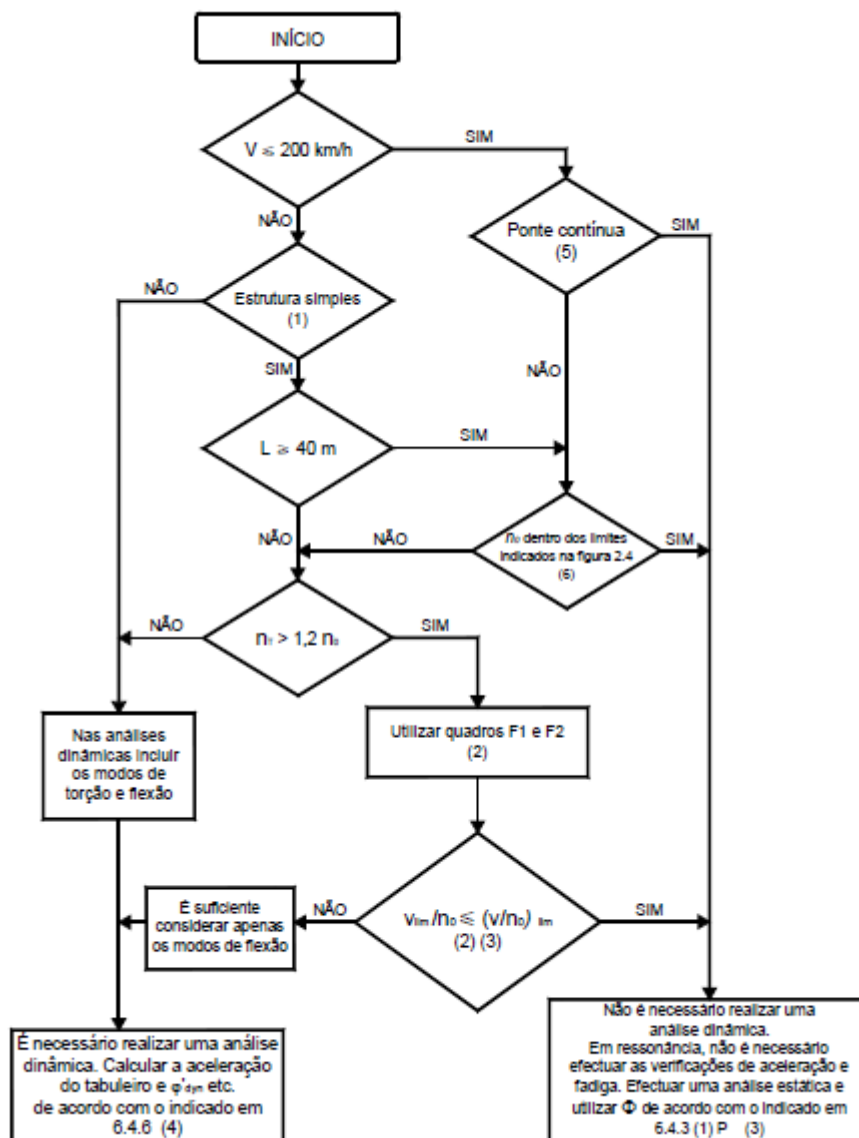 INÍCIO
V ≤ 200 km/h
SIM
NÃO
Ponte contínua
(5)
SIM
NÃO
Estrutura simples
(1)
NÃO
SIM
NÃO
L ≥ 40 m
SIM
NÃO
n₀ dentro dos limites
indicados na figura 2.4
(6)
NÃO
SIM
nT > 1,2 n₀
NÃO
SIM
Nas análises
dinâmicas incluir
os modos de
torção e flexão
Utilizar quadros F1 e F2
(2)
É suficiente
considerar apenas
os modos de flexão
NÃO
vlim/n₀ ≤ (v/n₀) lim
(2) (3)
SIM
É necessário realizar uma análise
dinâmica. Calcular a aceleração
do tabuleiro e φ'dyn etc.
de acordo com o indicado em
6.4.6 (4)
Não é necessário realizar uma
análise dinâmica.
Em ressonância, não é necessário
efectuar as verificações de aceleração e
fadiga. Efectuar uma análise estática e
utilizar Φ de acordo com o indicado em
6.4.3 (1) P (3)